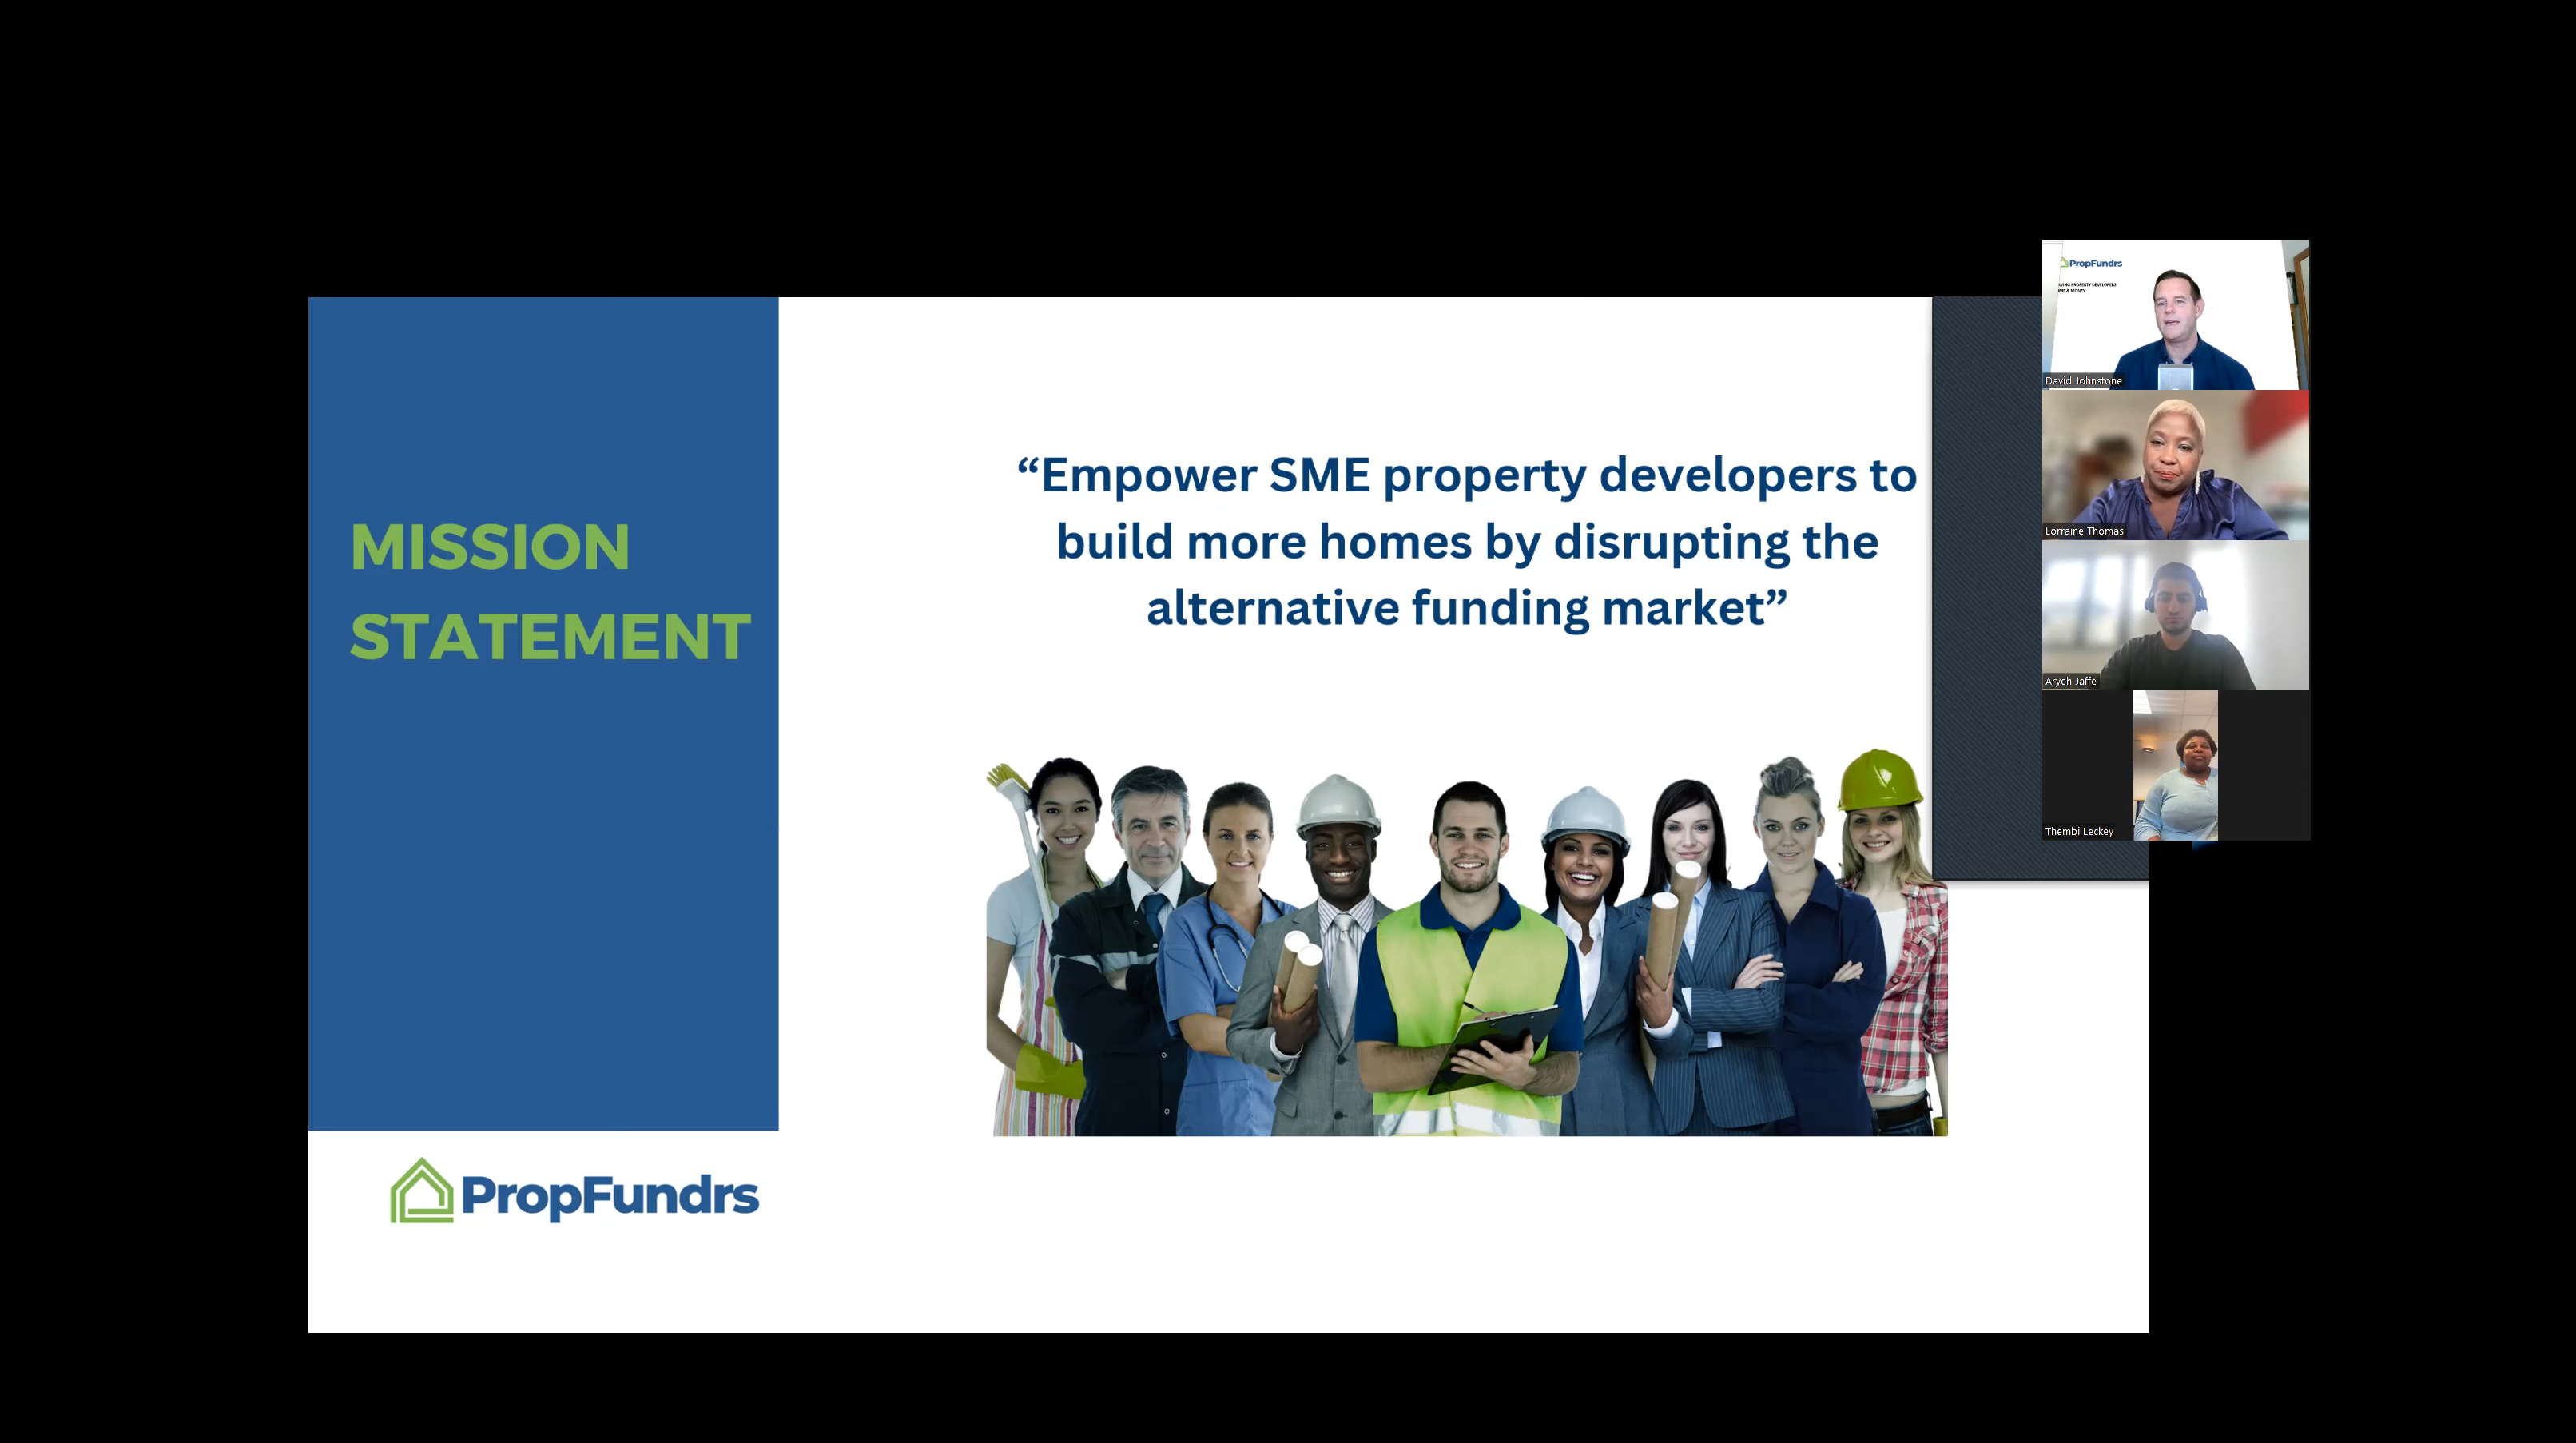 MISSION
STATEMENT
“Empower SME property developers to
build more homes by disrupting the
alternative funding market”
PropFundrs
PropFundrs
David Johnstone
Lorraine Thomas
Aryeh Jaffe
Thembi Leckey